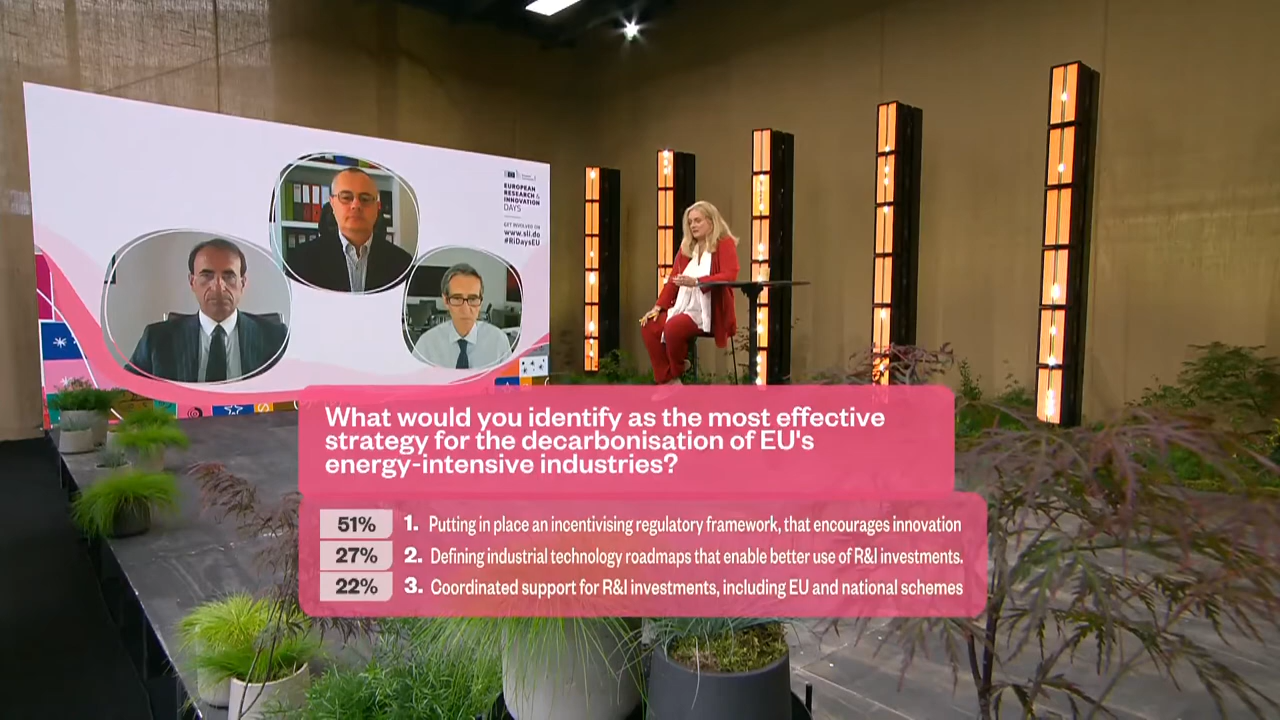 EUROPEAN
RESEARCH &
INNOVATION
DAYS
GET INVOLVED ON
www.sli.do
#RiDaysEU
What would you identify as the most effective
strategy for the decarbonisation of EU's
energy-intensive industries?
51% 1. Putting in place an incentivising regulatory framework, that encourages innovation
27% 2. Defining industrial technology roadmaps that enable better use of R&I investments.
22% 3. Coordinated support for R&I investments, including EU and national schemes